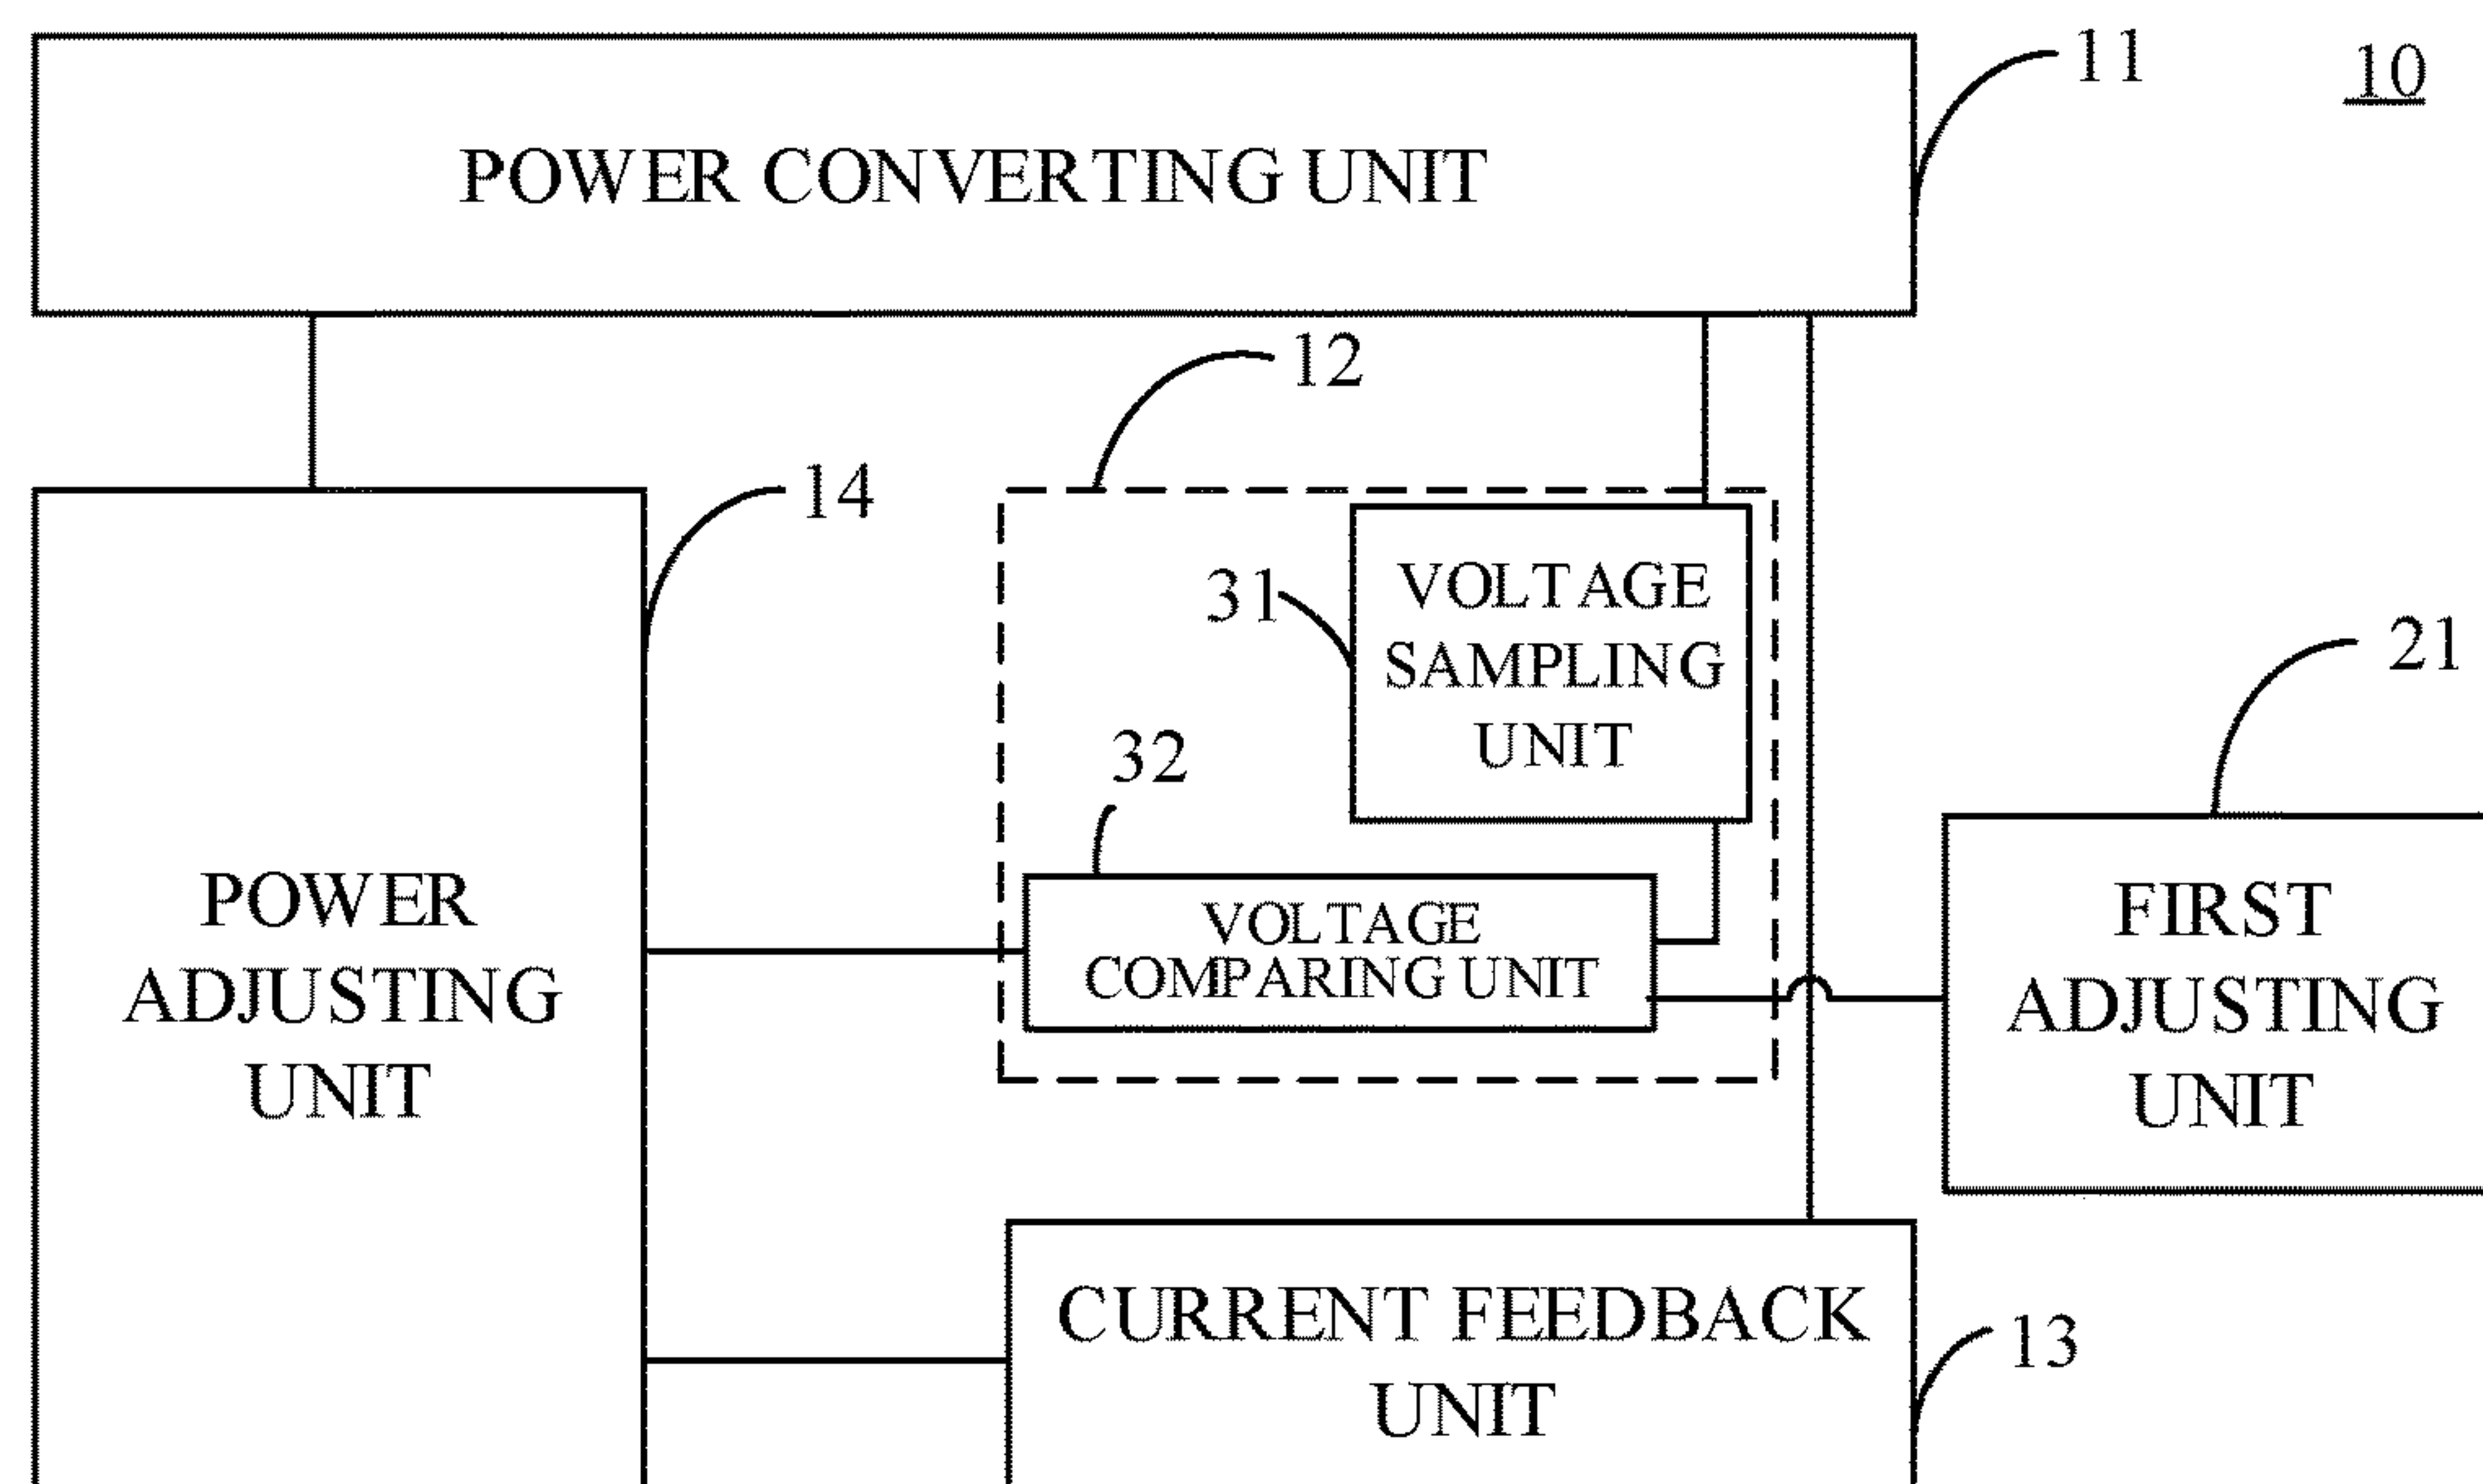 11
10
POWER CONVERTING UNIT
12
14
31
VOLTAGE
SAMPLING
UNIT
21
32
POWER
ADJUSTING
UNIT
VOLTAGE
COMPARING UNIT
FIRST
ADJUSTING
UNIT
CURRENT FEEDBACK
UNIT
13